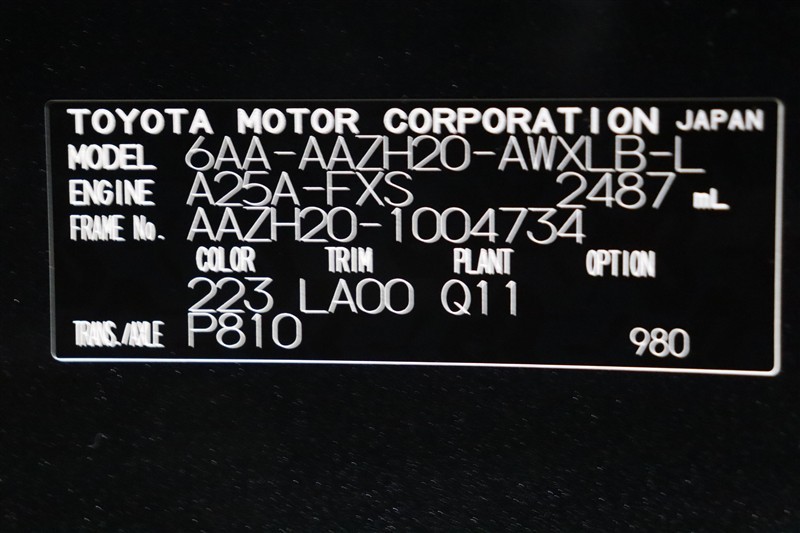 TOYOTA MOTOR CORPORATION JAPAN
MODEL 6AA-AAZH20-AWXLB-L
ENGINE A25A-FXS 2487 mL
FRAME No. AAZH20-1004734
COLOR TRIM PLANT OPTION
223 LA00 Q11
TRANS./AXLE P810 980